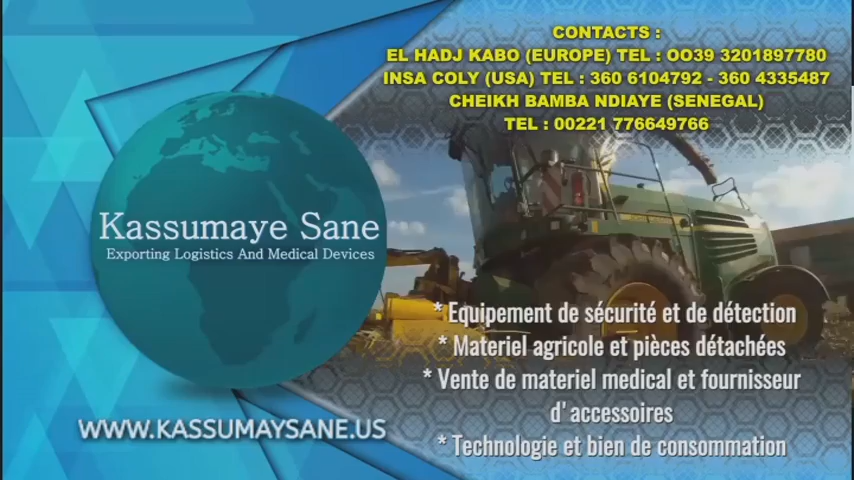 CONTACTS :
EL HADJ KABO (EUROPE) TEL : OO39 3201897780
INSA COLY (USA) TEL : 360 6104792 - 360 4335487
CHEIKH BAMBA NDIAYE (SENEGAL)
TEL : 00221 776649766
Kassumaye Sane
Exporting Logistics And Medical Devices
* Equipement de sécurité et de détection
* Materiel agricole et pièces détachées
* Vente de materiel medical et fournisseur
d'accessoires
* Technologie et bien de consommation
WWW.KASSUMAYSANE.US